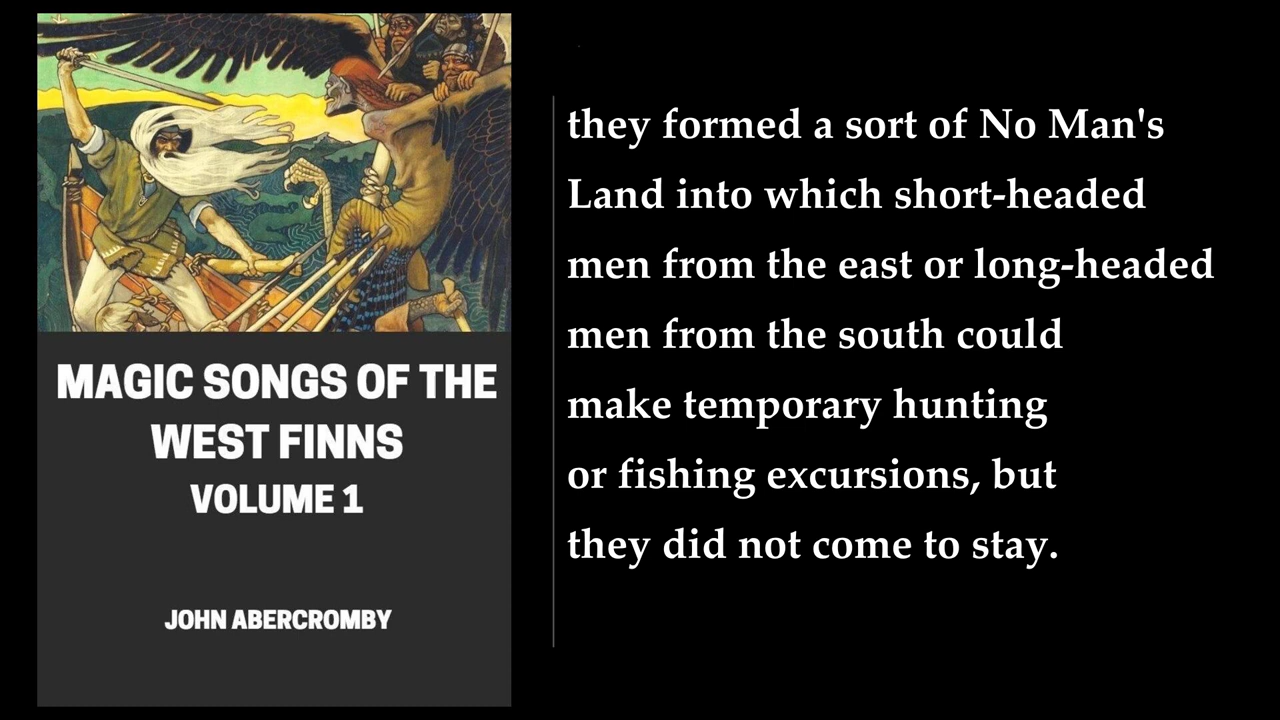 MAGIC SONGS OF THE
WEST FINNS
VOLUME 1
JOHN ABERCROMBY
they formed a sort of No Man's
Land into which short-headed
men from the east or long-headed
men from the south could
make temporary hunting
or fishing excursions, but
they did not come to stay.